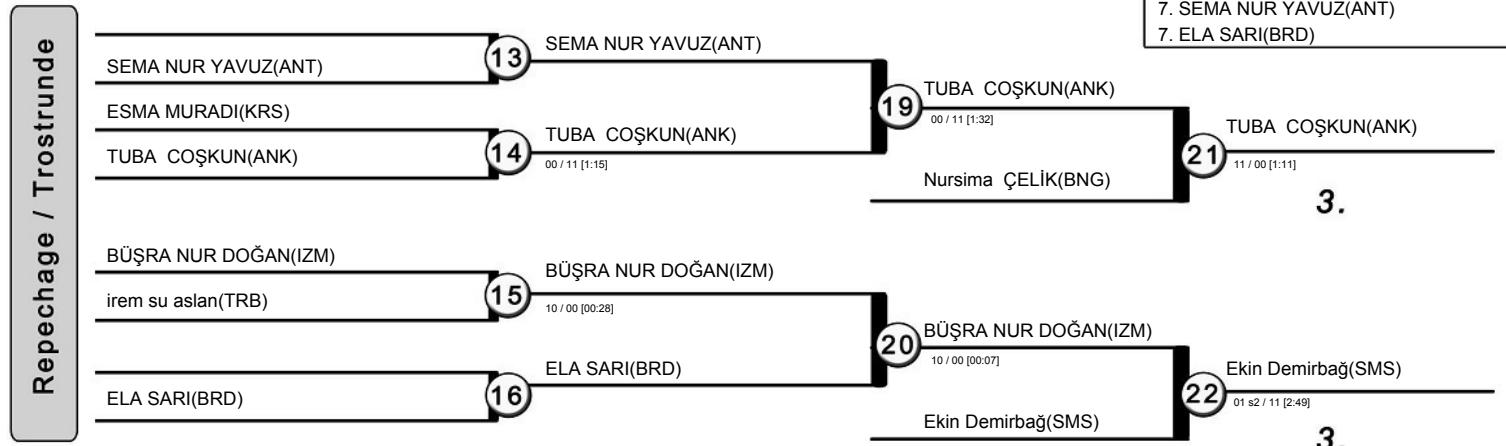 7. SEMA NUR YAVUZ(ANT)
7. ELA SARI(BRD)
Repechage / Trostrunde
SEMA NUR YAVUZ(ANT)
13
SEMA NUR YAVUZ(ANT)
ESMA MURADI(KRS)
TUBA COŞKUN(ANK)
14
TUBA COŞKUN(ANK)
00 / 11 [1:15]
19
TUBA COŞKUN(ANK)
00 / 11 [1:32]
Nursima ÇELİK(BNG)
21
TUBA COŞKUN(ANK)
11 / 00 [1:11]
3.
BÜŞRA NUR DOĞAN(IZM)
irem su aslan(TRB)
15
BÜŞRA NUR DOĞAN(IZM)
10 / 00 [00:28]
ELA SARI(BRD)
16
ELA SARI(BRD)
20
BÜŞRA NUR DOĞAN(IZM)
10 / 00 [00:07]
Ekin Demirbağ(SMS)
22
Ekin Demirbağ(SMS)
01 s2 / 11 [2:49]
3.